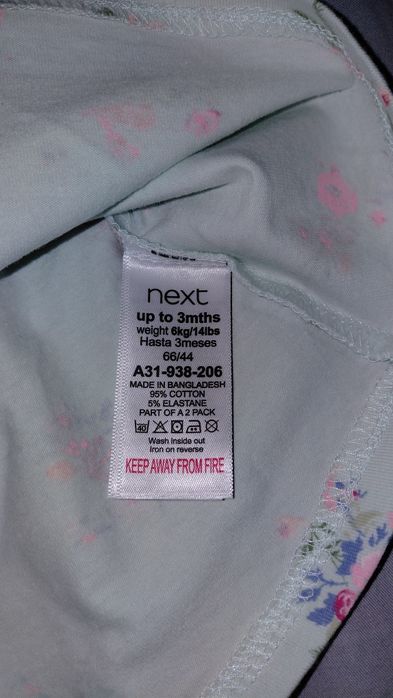 next
up to 3mths
weight 6kg/14lbs
Hasta 3meses
66/44
A31-938-206
MADE IN BANGLADESH
95% COTTON
5% ELASTANE
PART OF A 2 PACK
40
Wash inside out
Iron on reverse
KEEP AWAY FROM FIRE